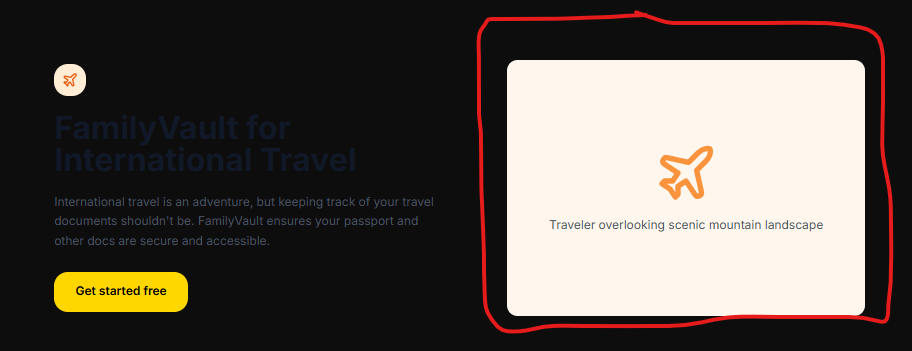 FamilyVault for
International Travel
International travel is an adventure, but keeping track of your travel
documents shouldn't be. FamilyVault ensures your passport and
other docs are secure and accessible.
Get started free
Traveler overlooking scenic mountain landscape